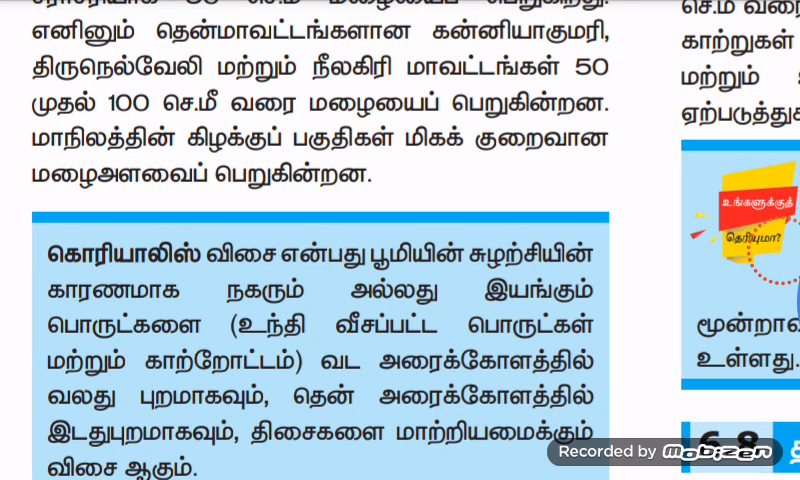 எனினும் தென்மாவட்டங்களான கன்னியாகுமரி,
திருநெல்வேலி மற்றும் நீலகிரி மாவட்டங்கள் 50
முதல் 100 செ.மீ வரை மழையைப் பெறுகின்றன.
மாநிலத்தின் கிழக்குப் பகுதிகள் மிகக் குறைவான
மழைஅளவைப் பெறுகின்றன.
கொரியாலிஸ் விசை என்பது பூமியின் சுழற்சியின்
காரணமாக நகரும் அல்லது இயங்கும்
பொருட்களை (உந்தி வீசப்பட்ட பொருட்கள்
மற்றும் காற்றோட்டம்) வட அரைக்கோளத்தில்
வலது புறமாகவும், தென் அரைக்கோளத்தில்
இடதுபுறமாகவும், திசைகளை மாற்றியமைக்கும்
விசை ஆகும்.
செ.மீ
காற்றுகள்
மற்றும்
உங்களுக்குத்
தெரியுமா?
உள்ளது.
6.8
Recorded by mobizen